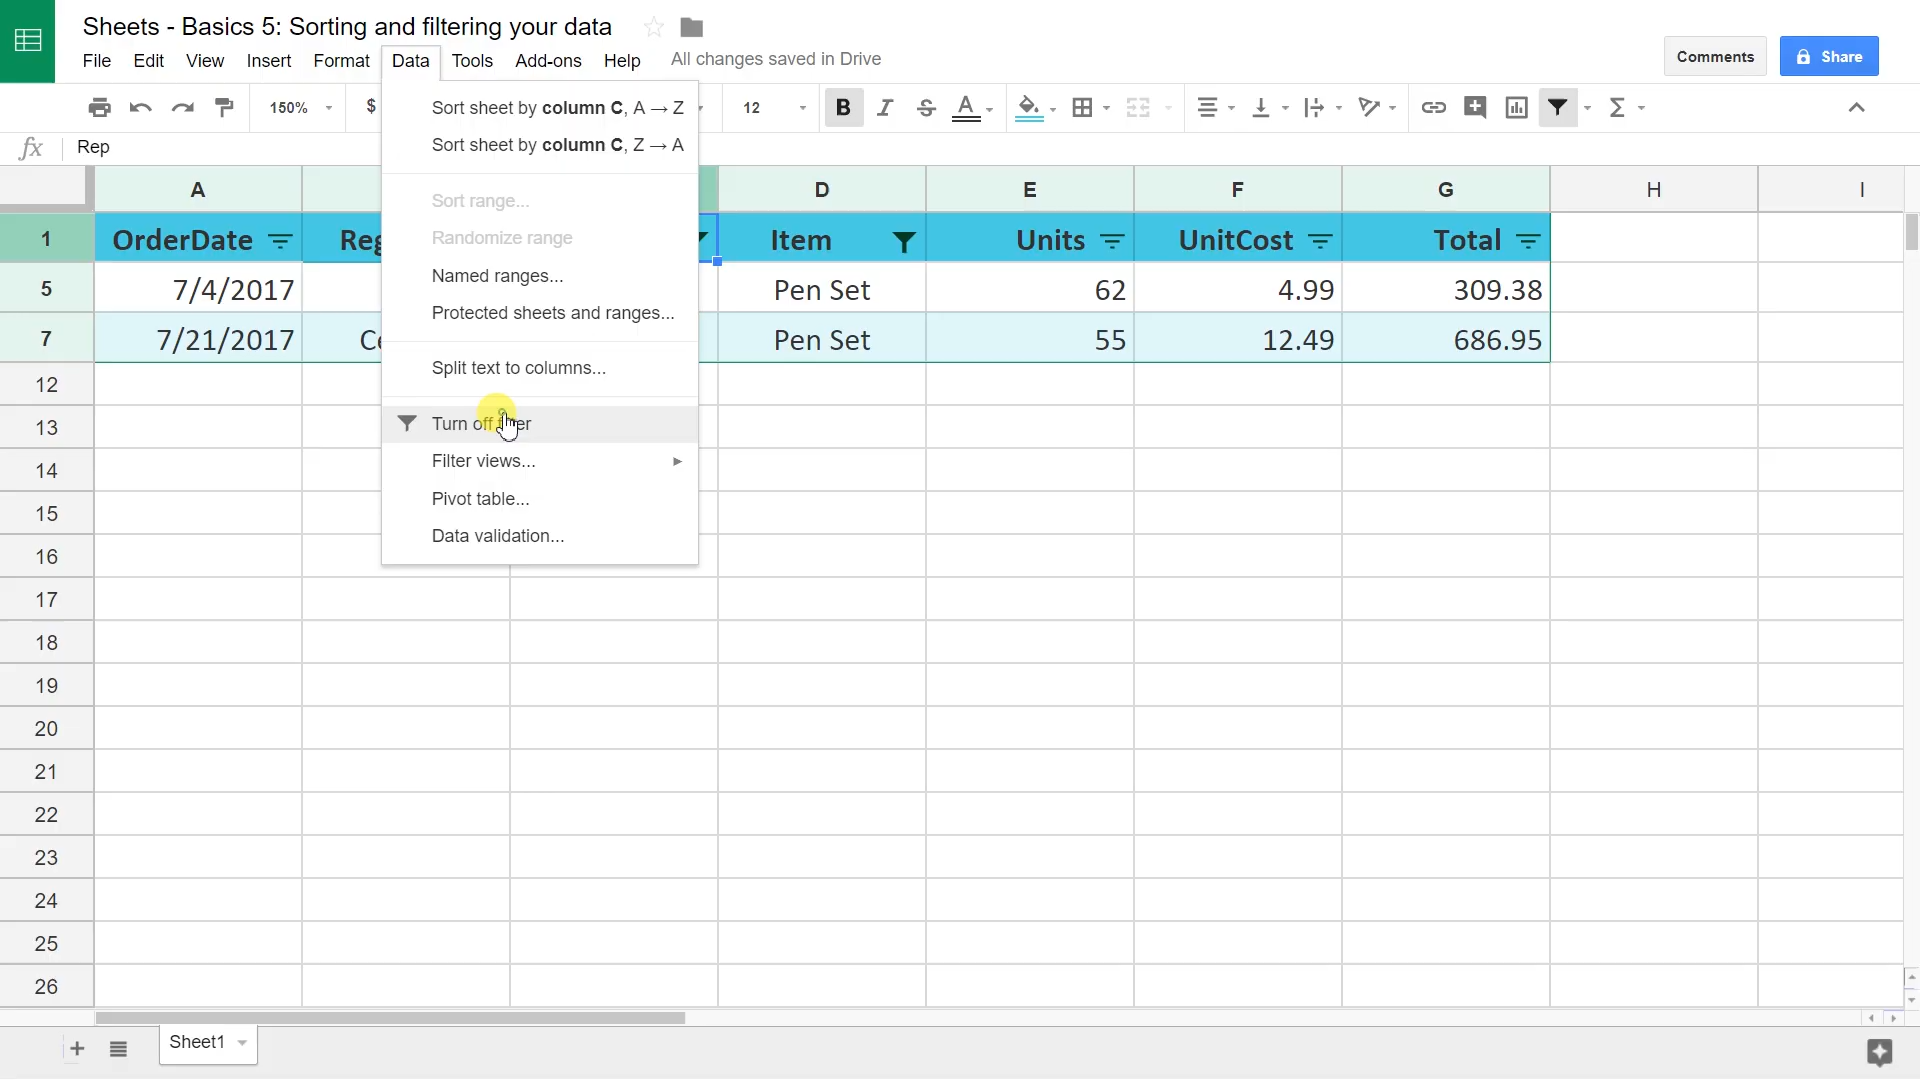 Sheets - Basics 5: Sorting and filtering your data
File Edit View Insert Format Data Tools Add-ons Help All changes saved in Drive
Comments Share
150% $ 12 B I S A Σ
fx Rep
Sort sheet by column C, A → Z
Sort sheet by column C, Z → A
Sort range...
Randomize range
Named ranges...
Protected sheets and ranges...
Split text to columns...
Turn off filter
Filter views...
Pivot table...
Data validation...
A D E F G H I
1 OrderDate Reg Item Units UnitCost Total
5 7/4/2017 Pen Set 62 4.99 309.38
7 7/21/2017 Ce Pen Set 55 12.49 686.95
12
13
14
15
16
17
18
19
20
21
22
23
24
25
26
Sheet1